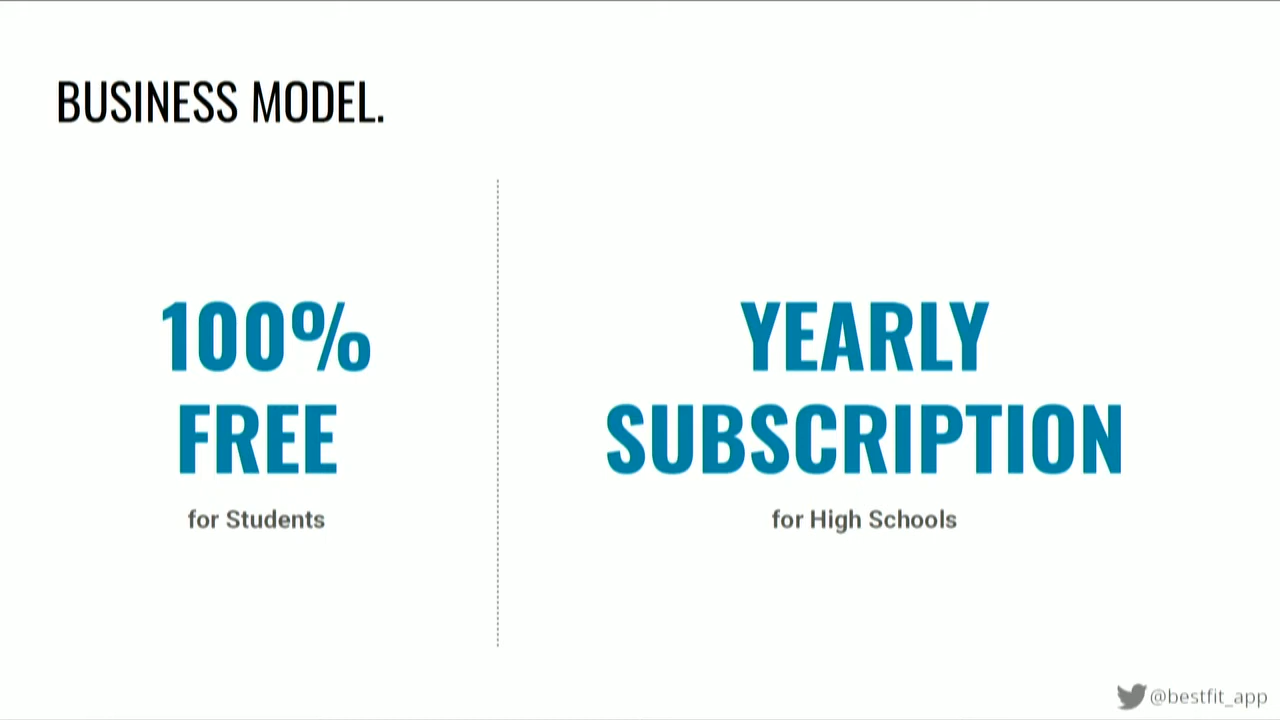 BUSINESS MODEL.
100%
FREE
for Students
YEARLY
SUBSCRIPTION
for High Schools
@bestfit_app